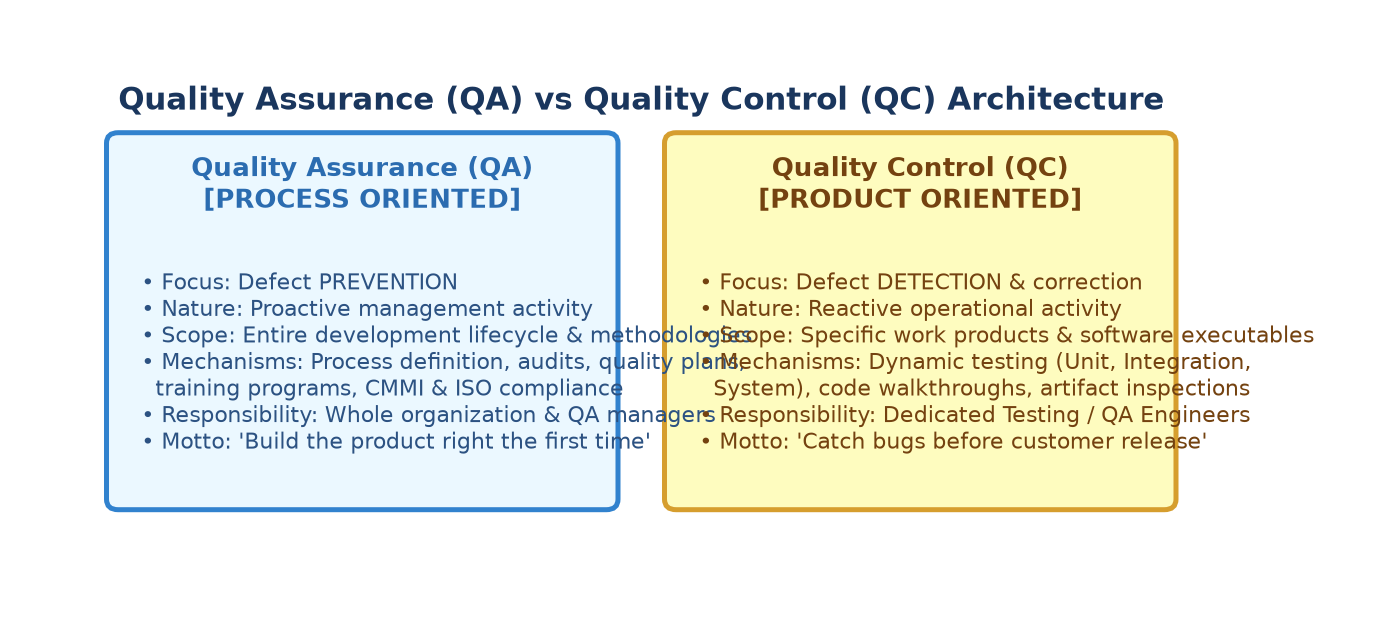 Quality Assurance (QA) vs Quality Control (QC) Architecture
Quality Assurance (QA)
[PROCESS ORIENTED]
• Focus: Defect PREVENTION
• Nature: Proactive management activity
• Scope: Entire development lifecycle & methodologies
• Mechanisms: Process definition, audits, quality plans,
training programs, CMMI & ISO compliance
• Responsibility: Whole organization & QA managers
• Motto: 'Build the product right the first time'
Quality Control (QC)
[PRODUCT ORIENTED]
• Focus: Defect DETECTION & correction
• Nature: Reactive operational activity
• Scope: Specific work products & software executables
• Mechanisms: Dynamic testing (Unit, Integration,
System), code walkthroughs, artifact inspections
• Responsibility: Dedicated Testing / QA Engineers
• Motto: 'Catch bugs before customer release'